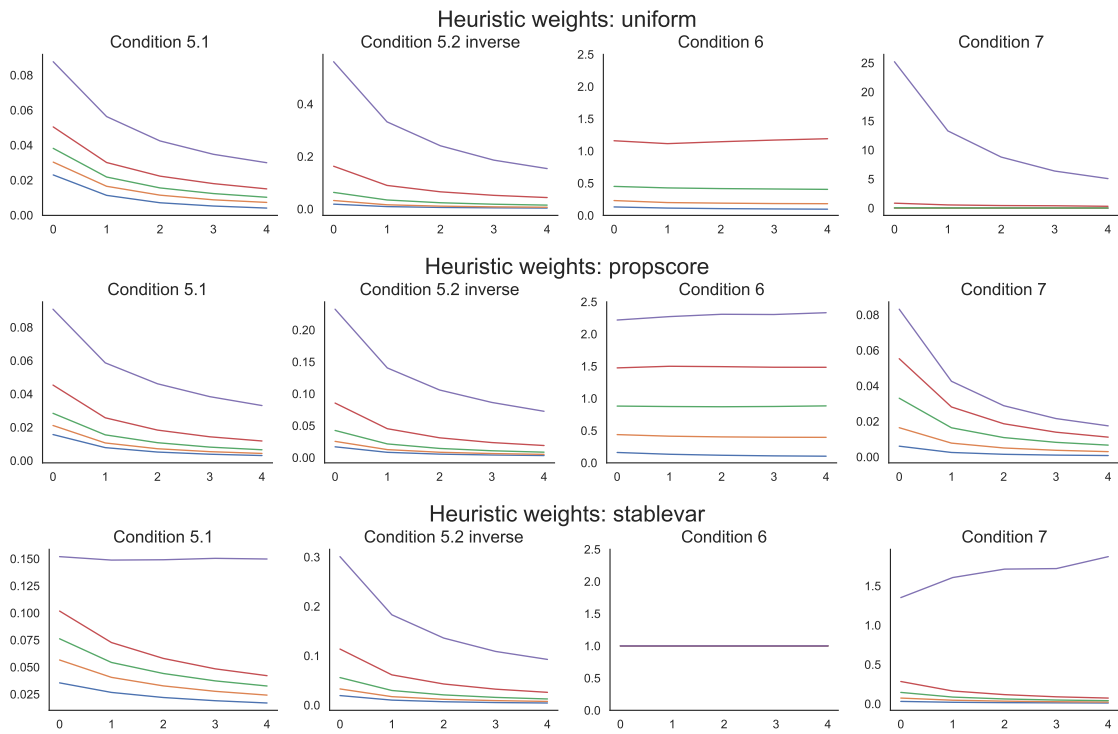 Heuristic weights: uniform
Condition 5.1
Condition 5.2 inverse
Condition 6
Condition 7
0.08
0.06
0.04
0.02
0.00
0 1 2 3 4
0.4
0.2
0.0
0 1 2 3 4
2.5
2.0
1.5
1.0
0.5
0.0
0 1 2 3 4
25
20
15
10
5
0
0 1 2 3 4
Heuristic weights: propscore
Condition 5.1
Condition 5.2 inverse
Condition 6
Condition 7
0.08
0.06
0.04
0.02
0.00
0 1 2 3 4
0.20
0.15
0.10
0.05
0.00
0 1 2 3 4
2.5
2.0
1.5
1.0
0.5
0.0
0 1 2 3 4
0.08
0.06
0.04
0.02
0.00
0 1 2 3 4
Heuristic weights: stablevar
Condition 5.1
Condition 5.2 inverse
Condition 6
Condition 7
0.150
0.125
0.100
0.075
0.050
0.025
0 1 2 3 4
0.3
0.2
0.1
0.0
0 1 2 3 4
2.5
2.0
1.5
1.0
0.5
0.0
0 1 2 3 4
1.5
1.0
0.5
0.0
0 1 2 3 4